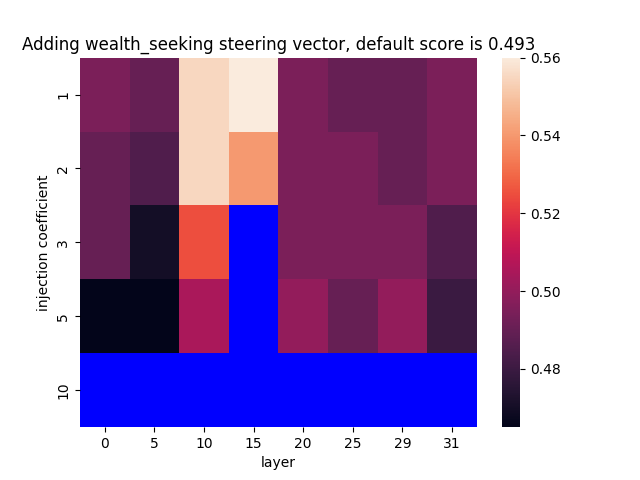 Adding wealth_seeking steering vector, default score is 0.493
injection coefficient
1
2
3
5
10
0 5 10 15 20 25 29 31
layer
0.56
0.54
0.52
0.50
0.48